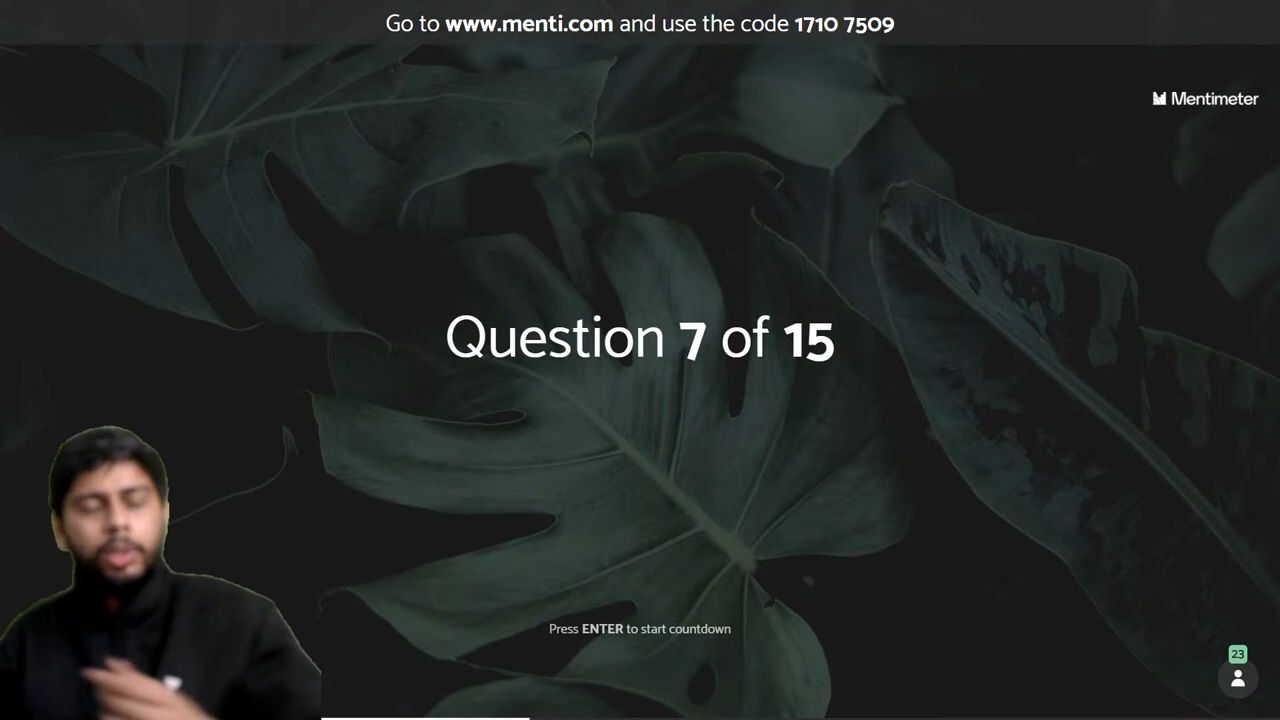 Go to www.menti.com and use the code 1710 7509
Mentimeter
Question 7 of 15
Press ENTER to start countdown
23